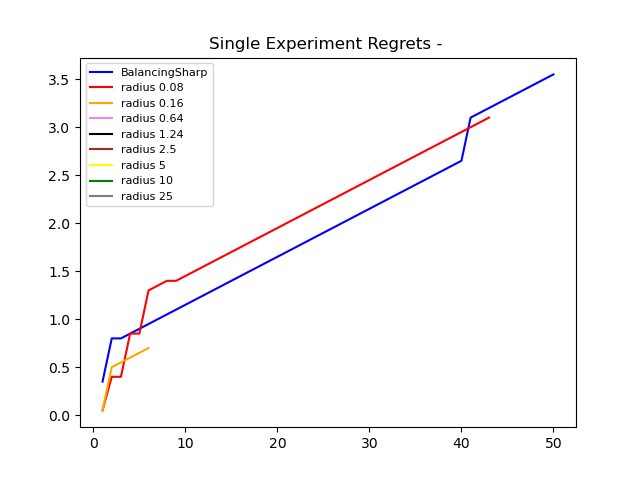 Single Experiment Regrets -
BalancingSharp
radius 0.08
radius 0.16
radius 0.64
radius 1.24
radius 2.5
radius 5
radius 10
radius 25
3.5
3.0
2.5
2.0
1.5
1.0
0.5
0.0
0 10 20 30 40 50